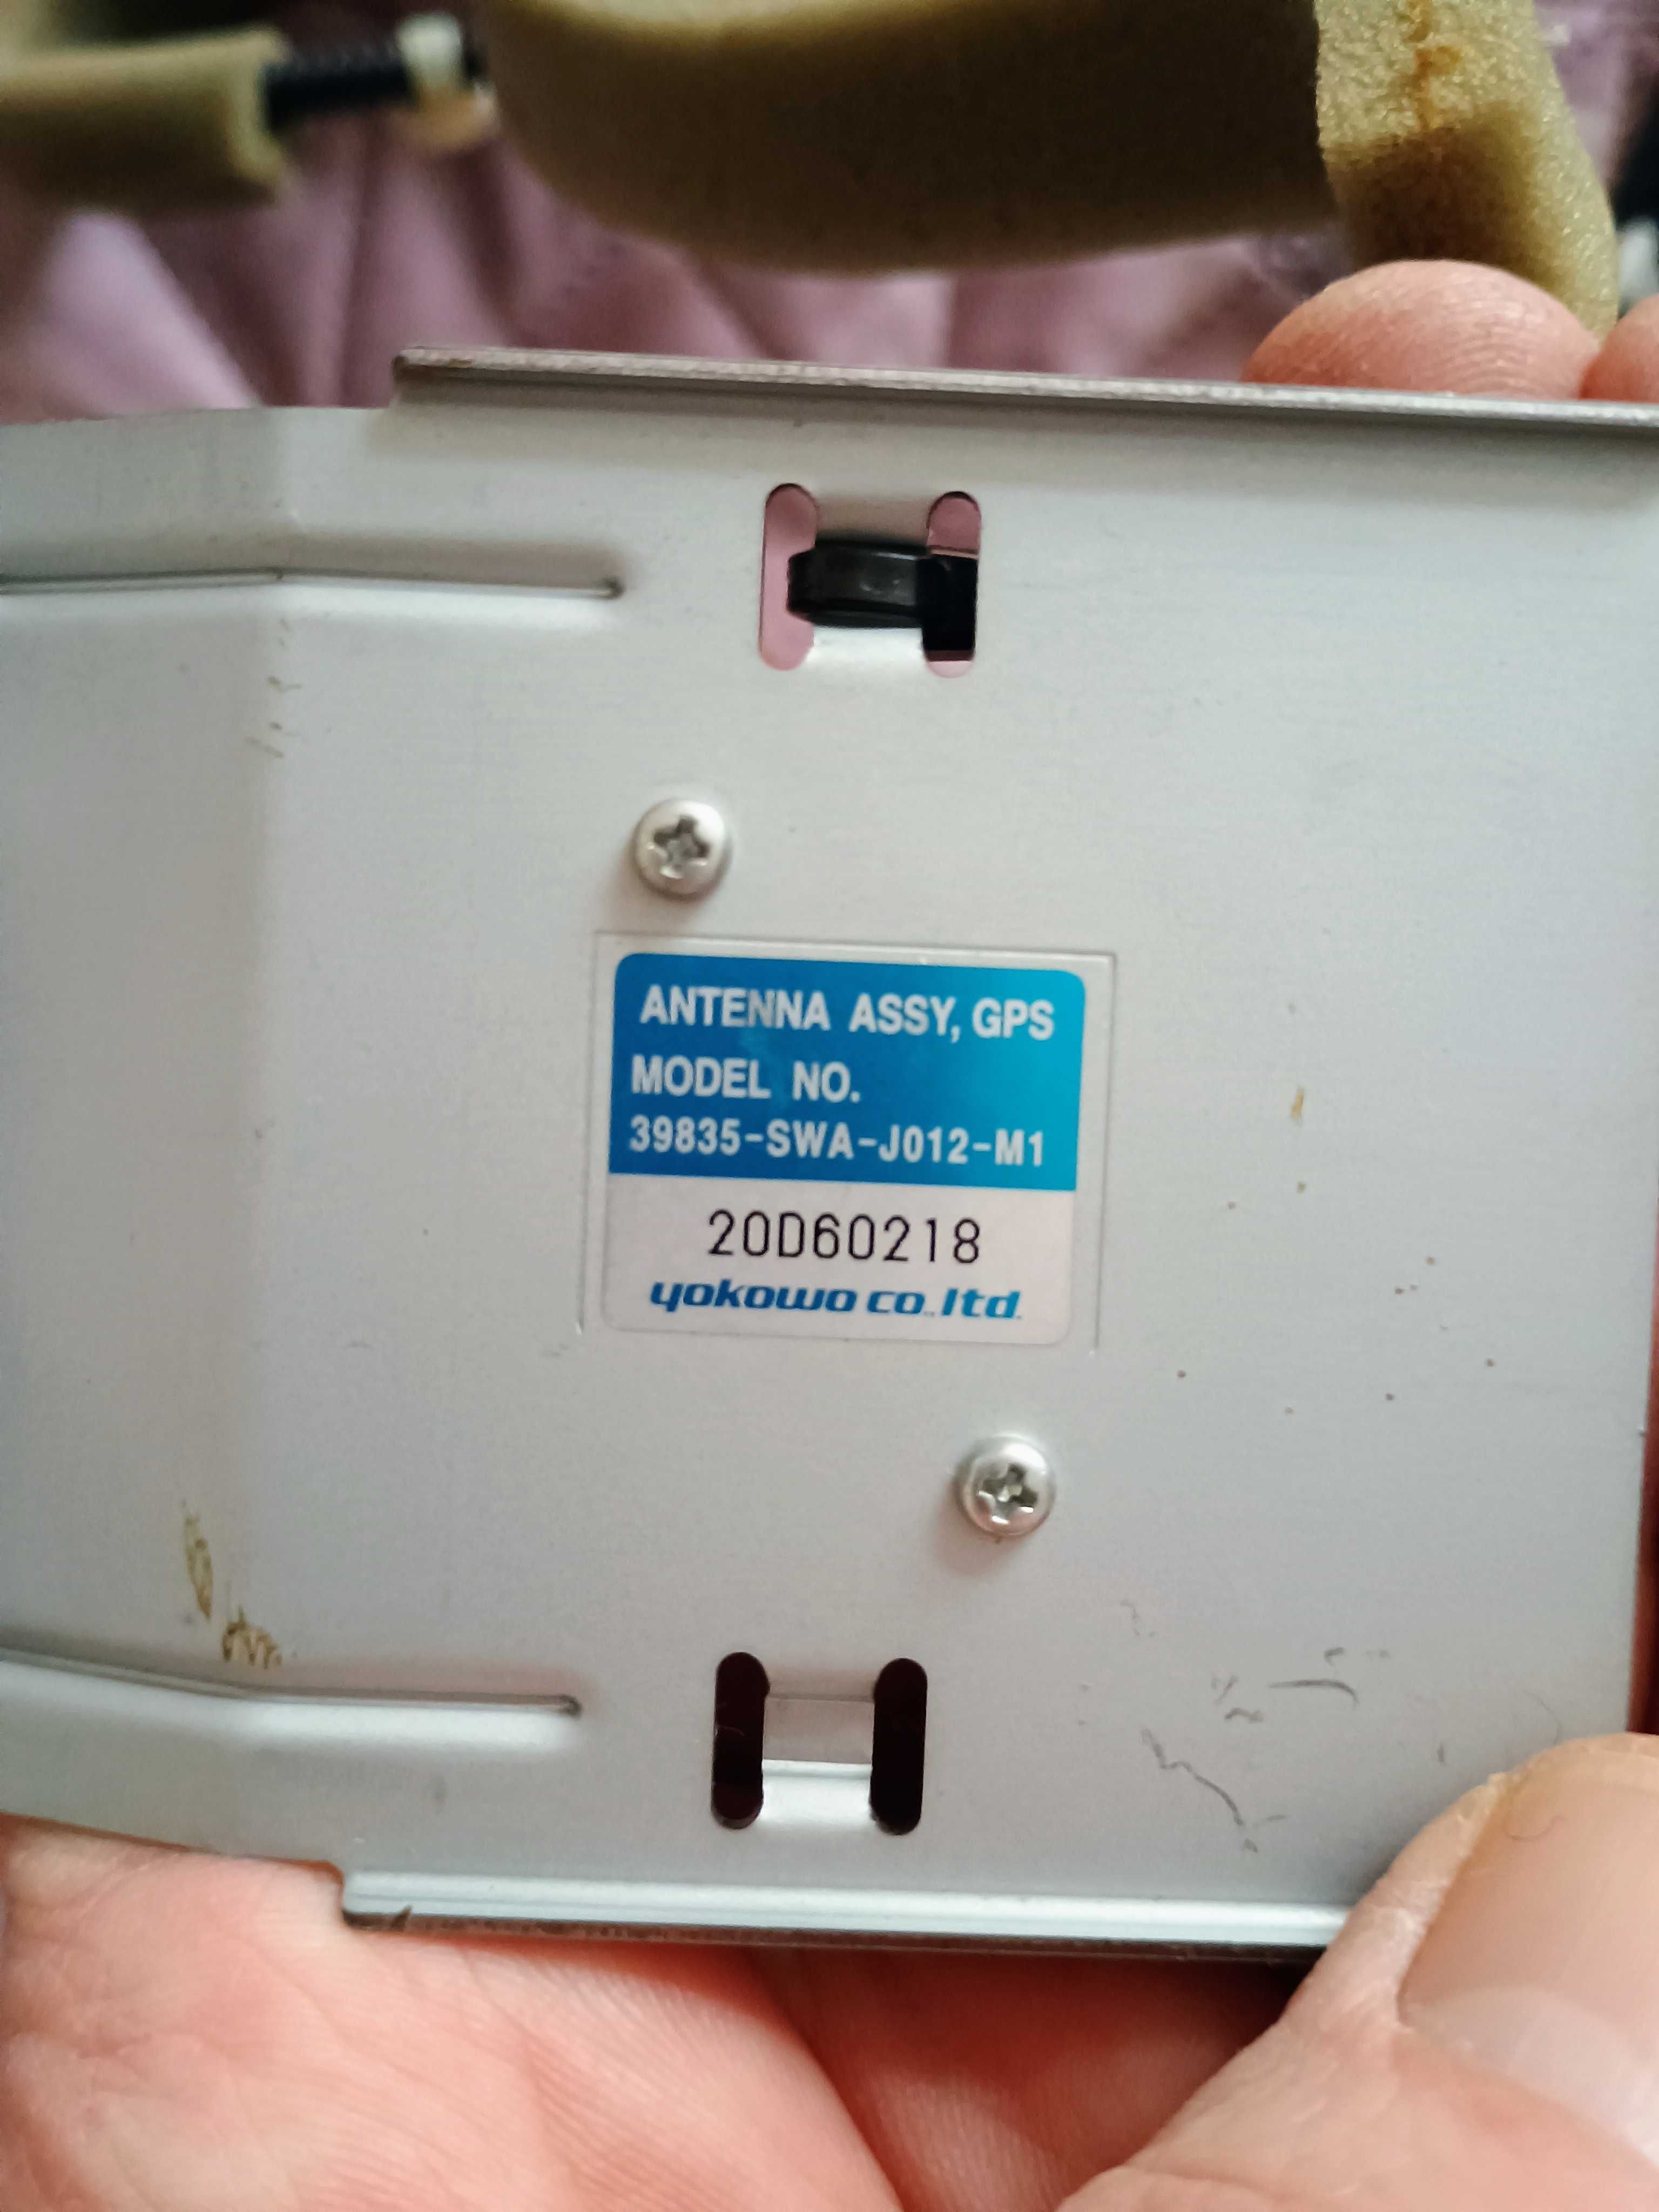 ANTENNA ASSY, GPS
MODEL NO.
39835-SWA-J012-M1
20D60218
yokowo co.,ltd.